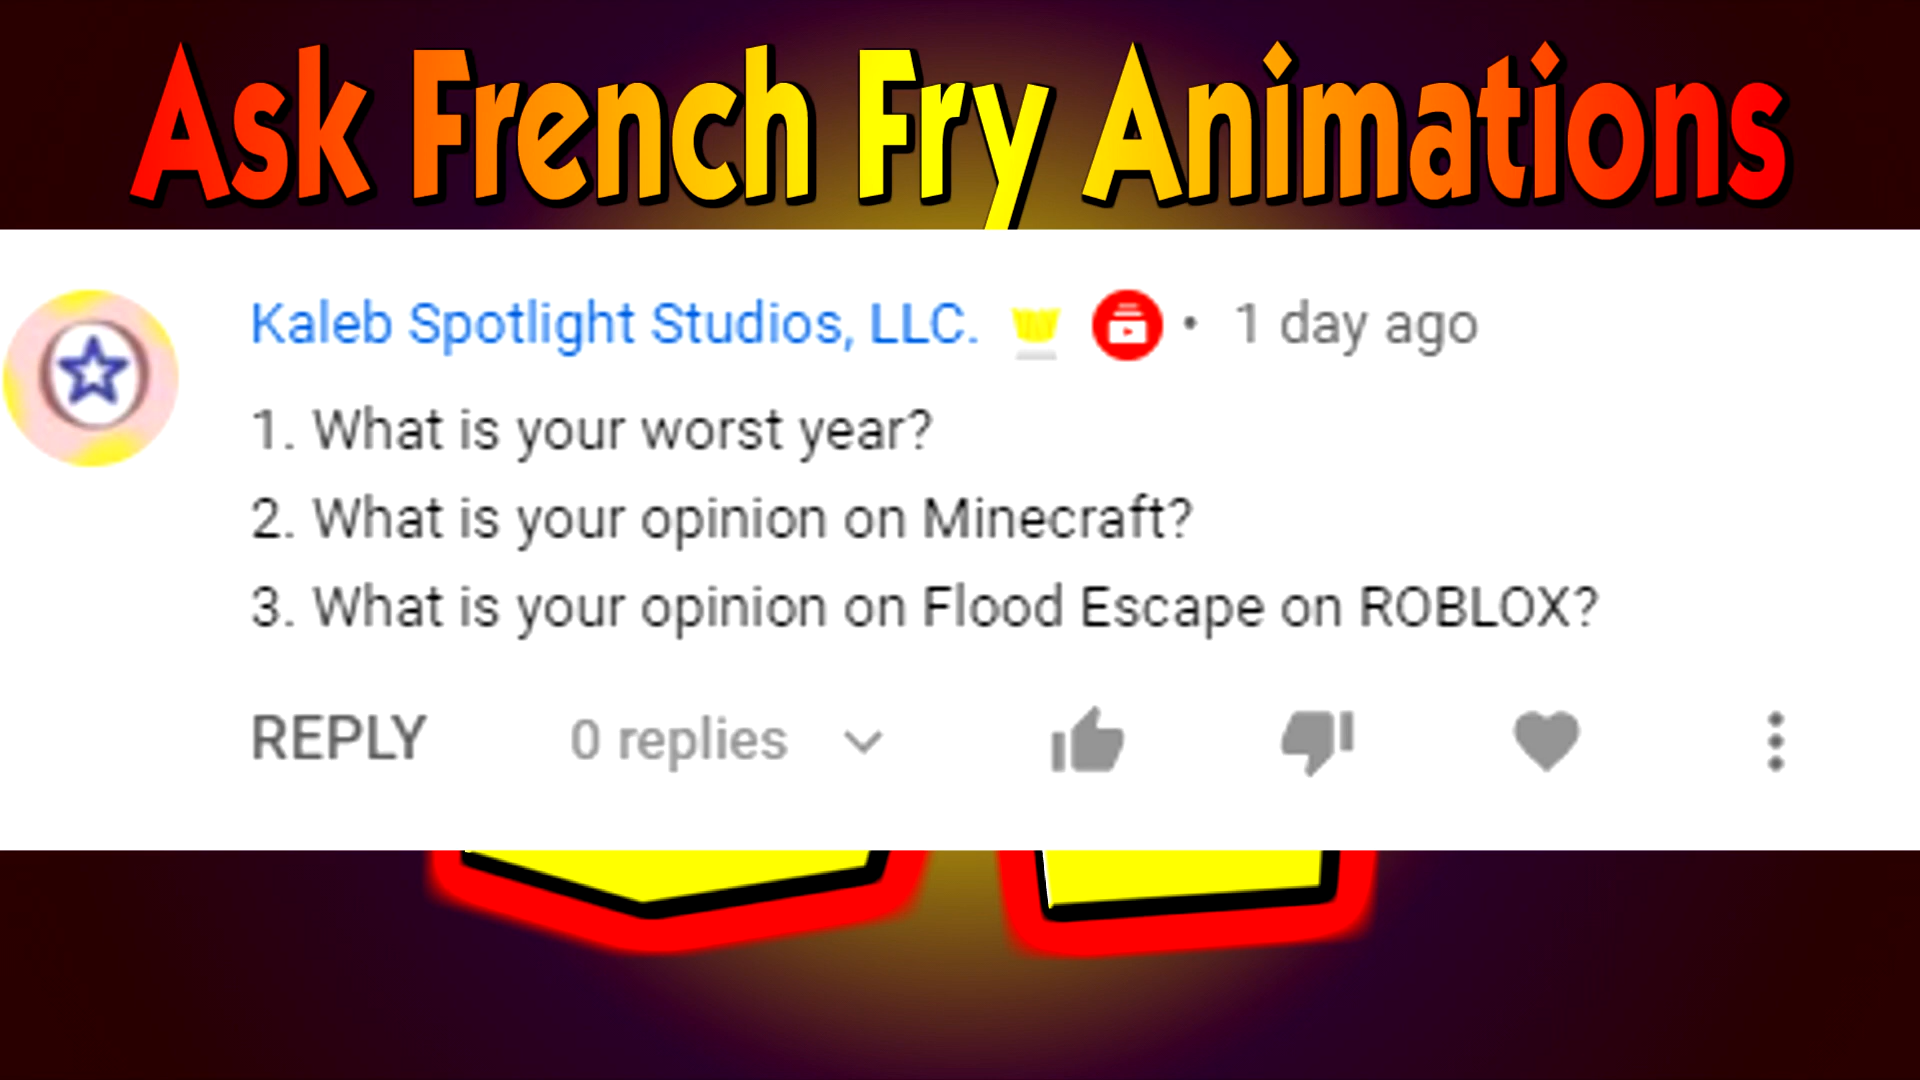 Ask French Fry Animations
Kaleb Spotlight Studios, LLC. • 1 day ago
1. What is your worst year?
2. What is your opinion on Minecraft?
3. What is your opinion on Flood Escape on ROBLOX?
REPLY 0 replies